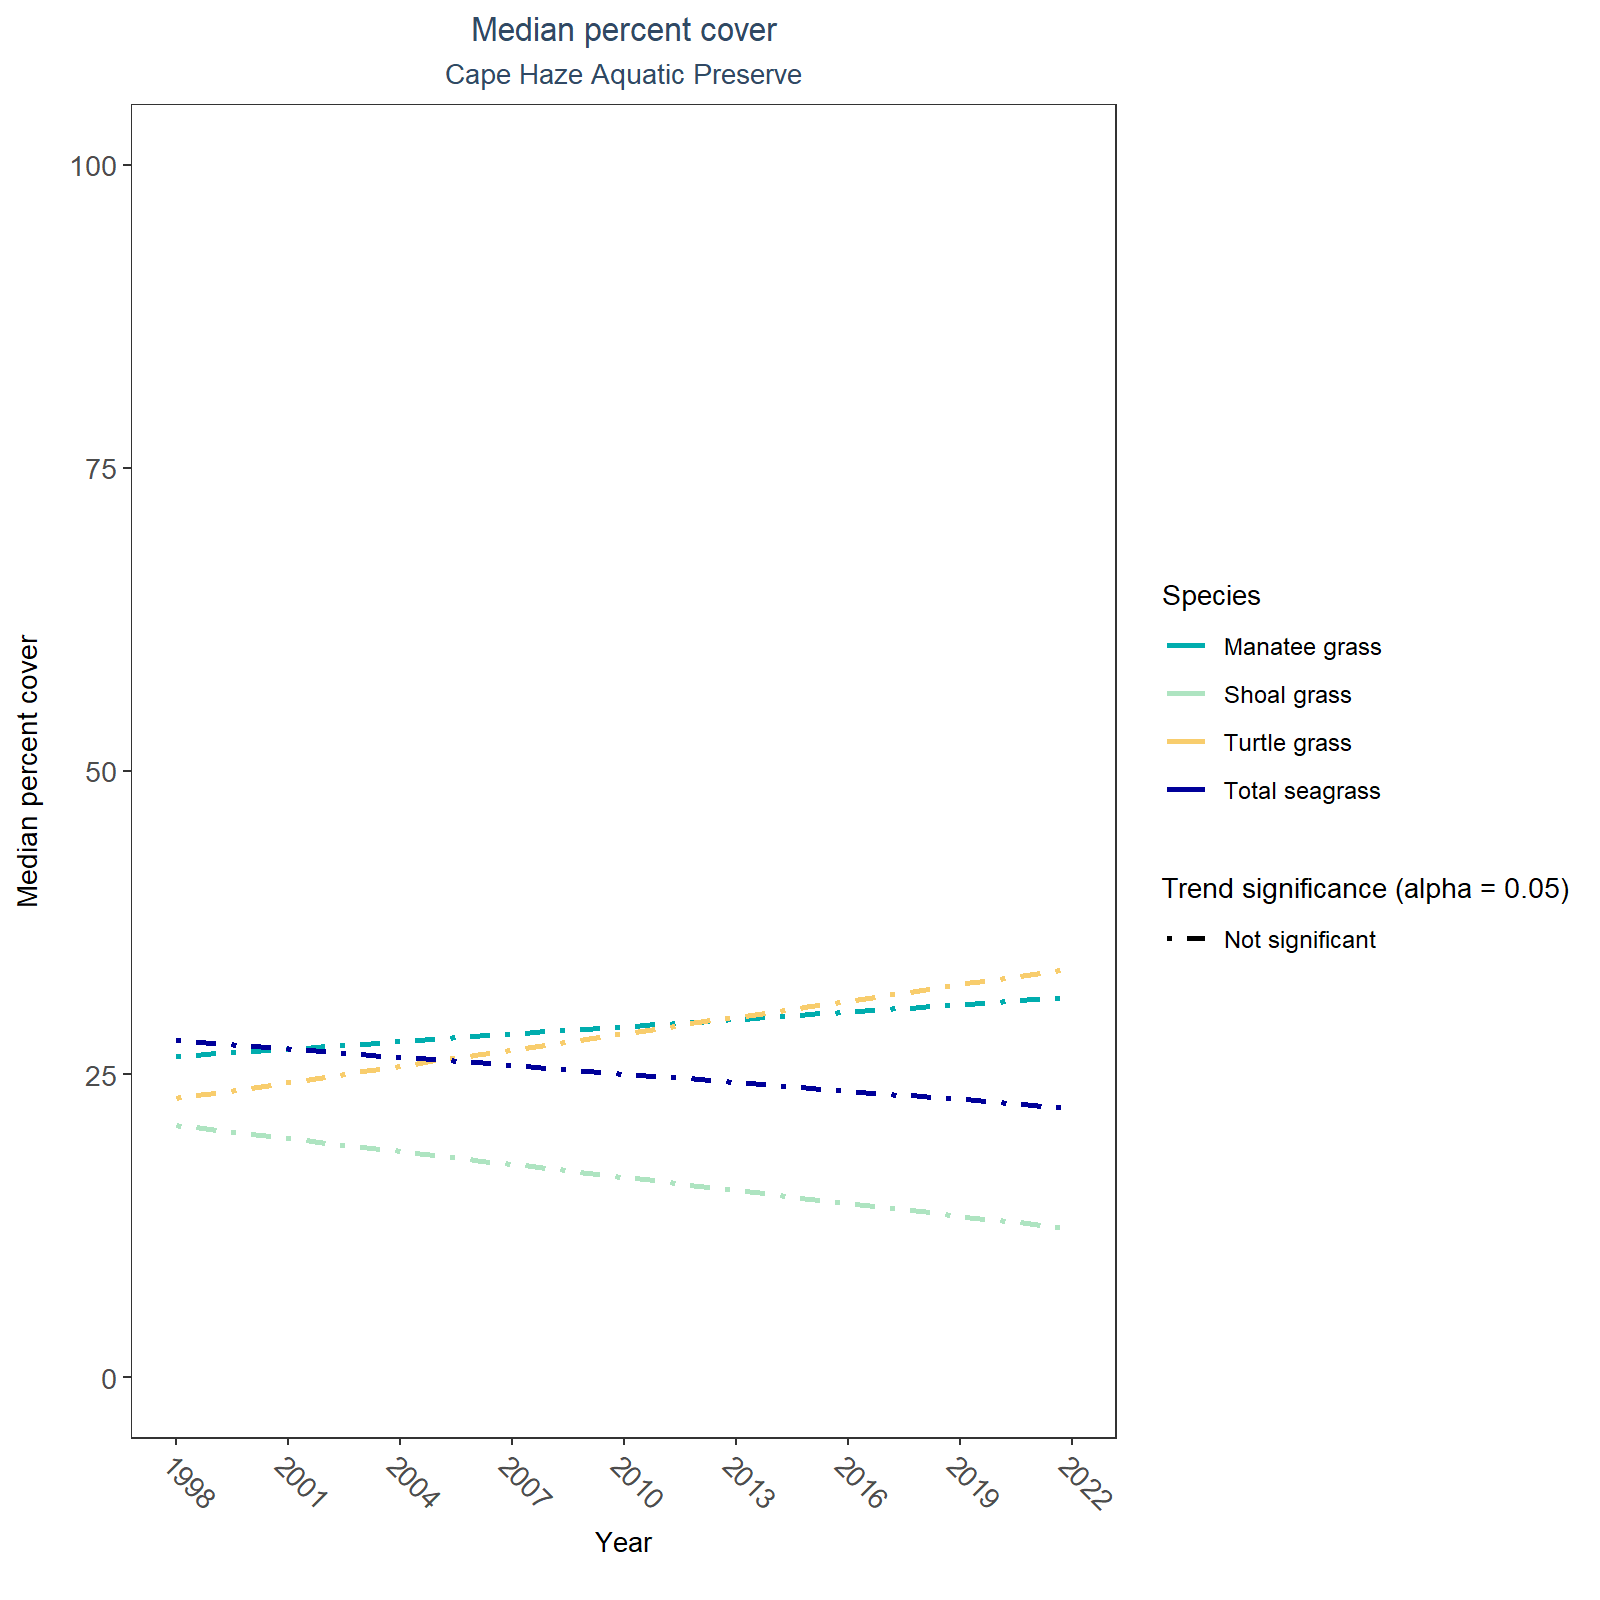 Median percent cover
Cape Haze Aquatic Preserve
Median percent cover
100
75
50
25
0
1998
2001
2004
2007
2010
2013
2016
2019
2022
Year
Species
Manatee grass
Shoal grass
Turtle grass
Total seagrass
Trend significance (alpha = 0.05)
Not significant